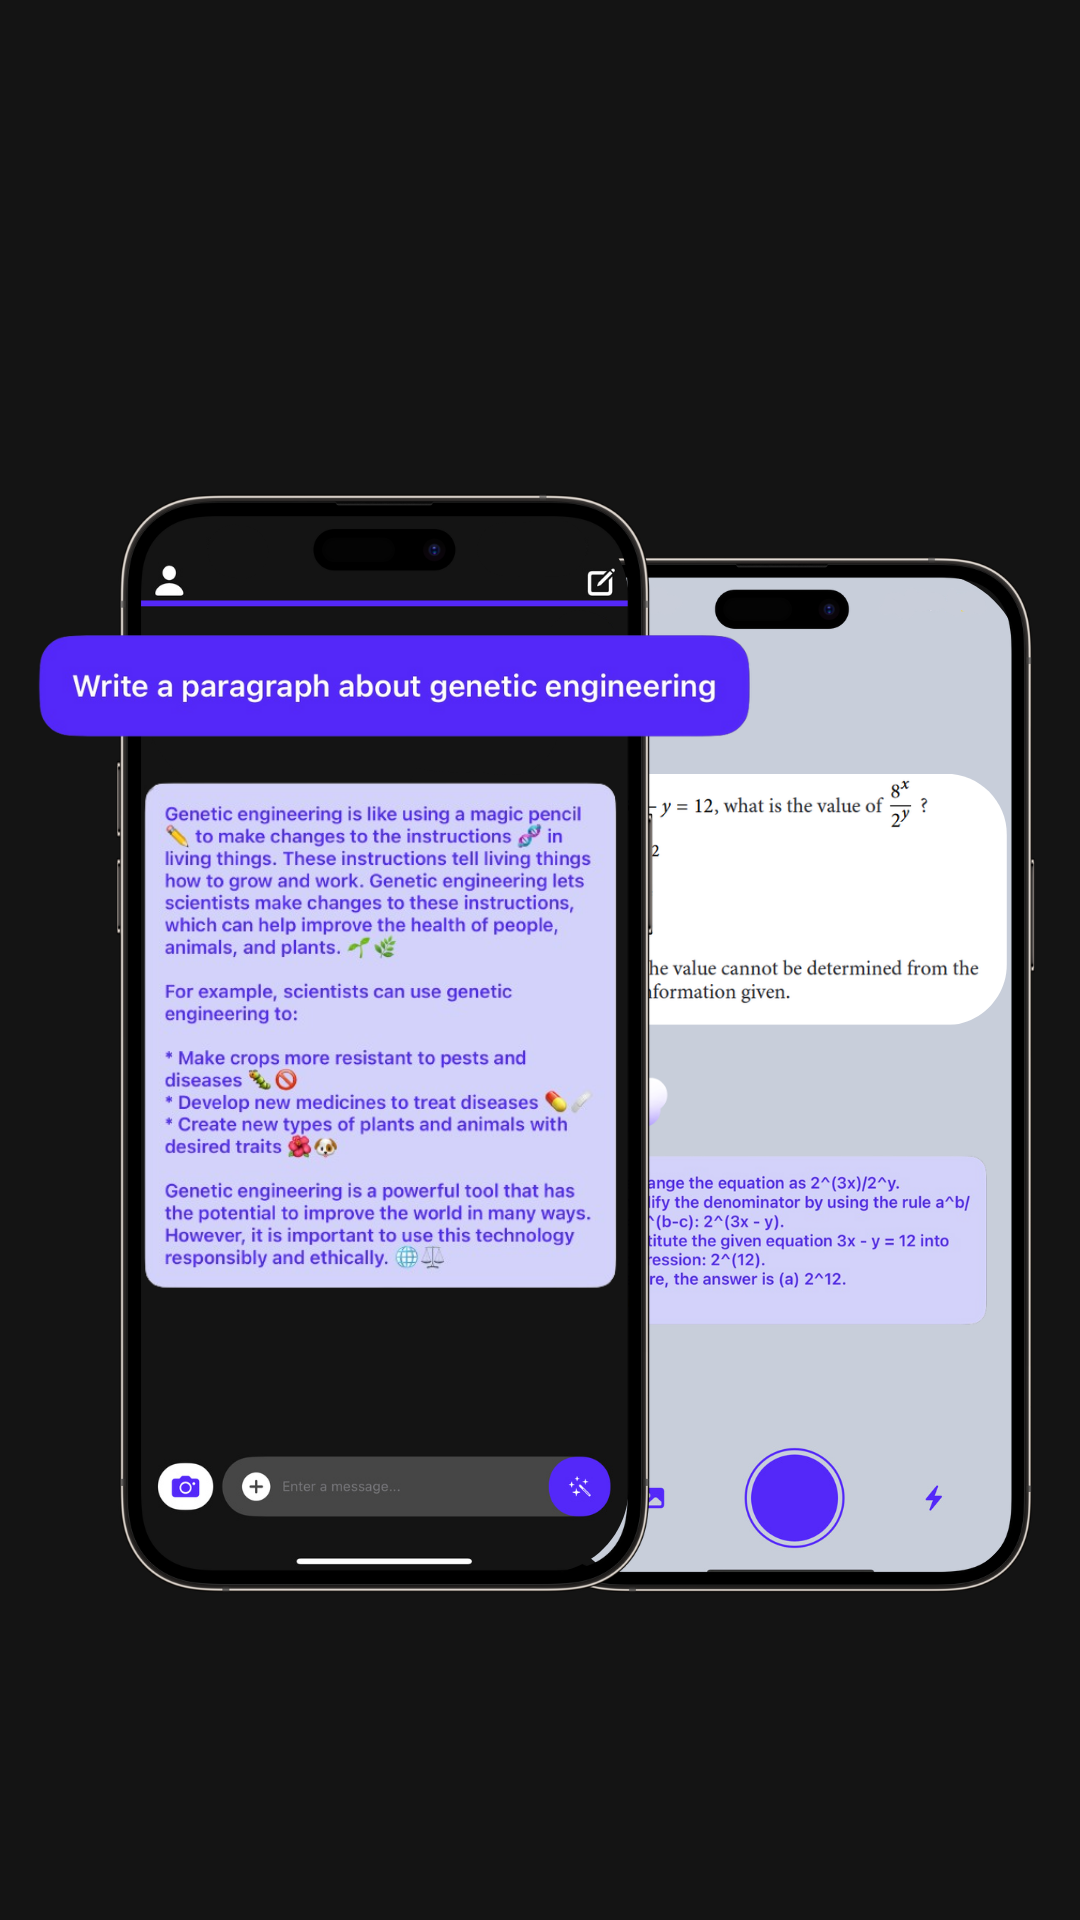 Write a paragraph about genetic engineering
Genetic engineering is like using a magic pencil
✏️ to make changes to the instructions 🧬 in
living things. These instructions tell living things
how to grow and work. Genetic engineering lets
scientists make changes to these instructions,
which can help improve the health of people,
animals, and plants. 🌱🌿
For example, scientists can use genetic
engineering to:
* Make crops more resistant to pests and
diseases 🐛🚫
* Develop new medicines to treat diseases 💊🩹
* Create new types of plants and animals with
desired traits 🌺🐶
Genetic engineering is a powerful tool that has
the potential to improve the world in many ways.
However, it is important to use this technology
responsibly and ethically. 🌐⚖️
Enter a message...
y = 12, what is the value of 8^x/2^y ?
2
he value cannot be determined from the
formation given.
ange the equation as 2^(3x)/2^y.
lify the denominator by using the rule a^b/
^(b-c): 2^(3x - y).
titute the given equation 3x - y = 12 into
ression: 2^(12).
re, the answer is (a) 2^12.